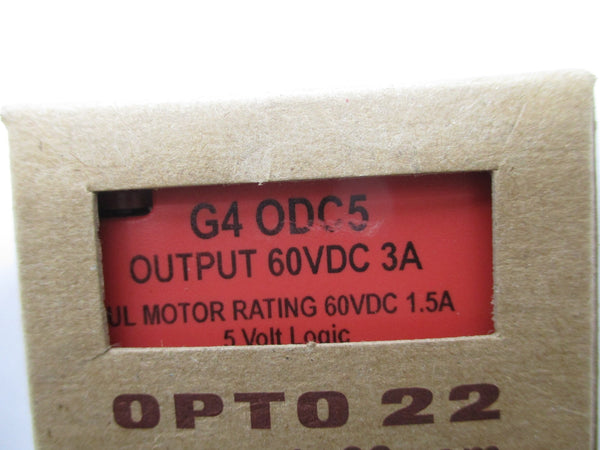 G4 ODC5
OUTPUT 60VDC 3A
UL MOTOR RATING 60VDC 1.5A
5 Volt Logic
OPTO 22